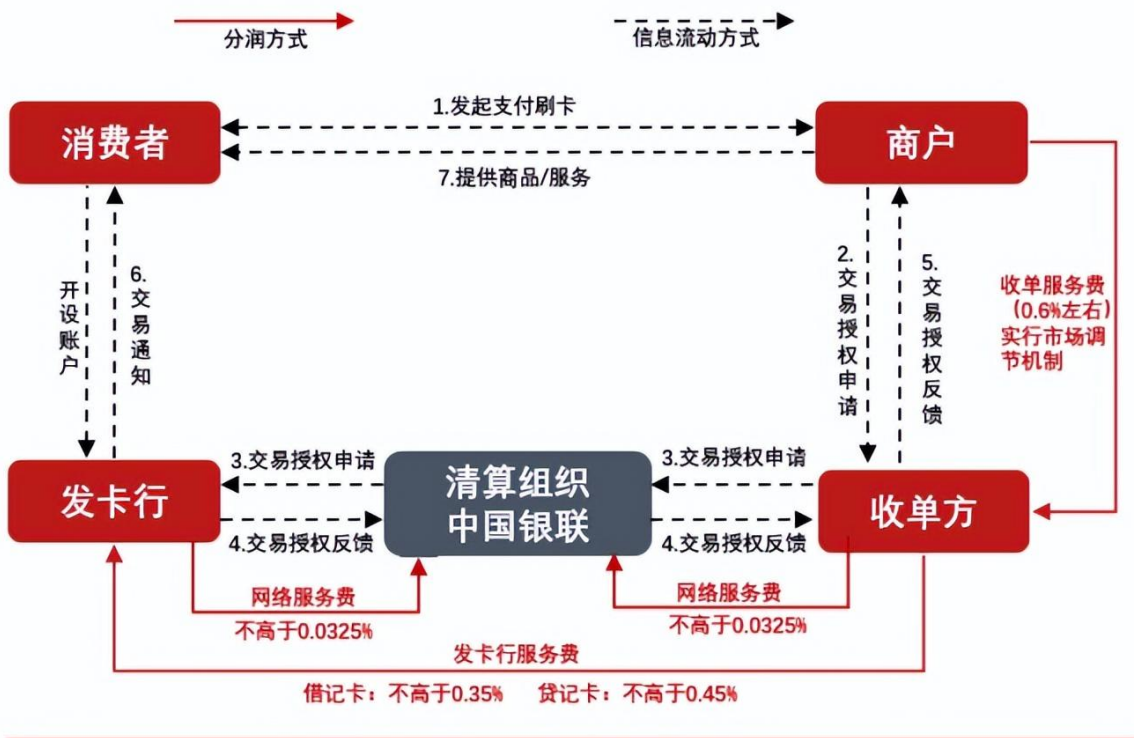 分润方式
信息流动方式
1.发起支付刷卡
消费者
商户
7.提供商品/服务
开设账户
6.交易通知
2.交易授权申请
5.交易授权反馈
收单服务费
（0.6%左右）
实行市场调
节机制
3.交易授权申请
3.交易授权申请
发卡行
清算组织
中国银联
收单方
4.交易授权反馈
4.交易授权反馈
网络服务费
不高于0.0325%
网络服务费
不高于0.0325%
发卡行服务费
借记卡：不高于0.35%
贷记卡：不高于0.45%